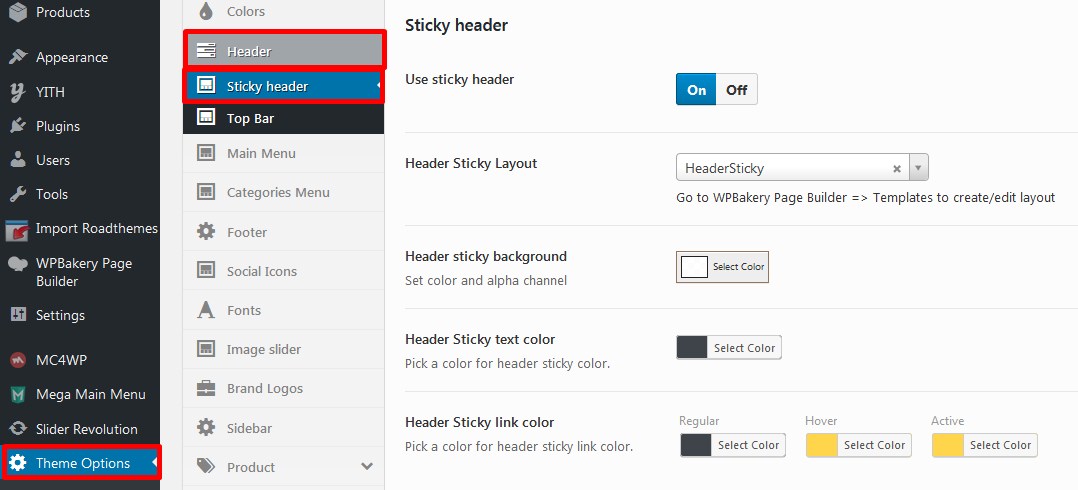 Products
Appearance
YITH
Plugins
Users
Tools
Import Roadthemes
WPBakery Page
Builder
Settings
MC4WP
Mega Main Menu
Slider Revolution
Theme Options
Colors
Header
Sticky header
Top Bar
Main Menu
Categories Menu
Footer
Social Icons
Fonts
Image slider
Brand Logos
Sidebar
Product
Sticky header
Use sticky header
On Off
Header Sticky Layout
HeaderSticky
Go to WPBakery Page Builder => Templates to create/edit layout
Header sticky background
Set color and alpha channel
Select Color
Header Sticky text color
Pick a color for header sticky color.
Select Color
Header Sticky link color
Pick a color for header sticky link color.
Regular Hover Active
Select Color Select Color Select Color